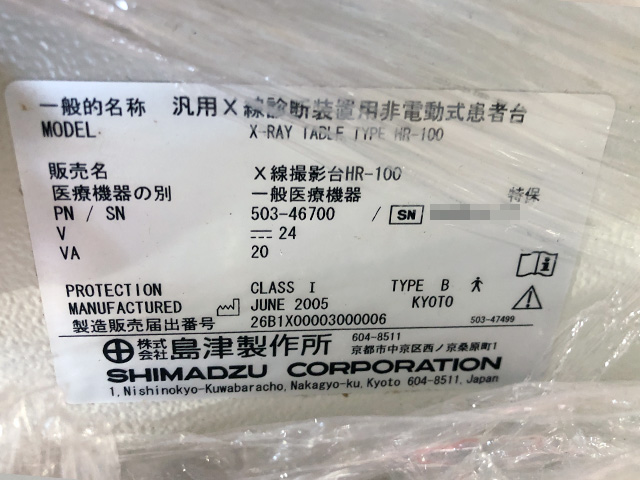 一般的名称 汎用X線診断装置用非電動式患者台
MODEL X-RAY TABLE TYPE HR-100
販売名 X線撮影台HR-100
医療機器の別 一般医療機器 特保
PN / SN 503-46700 / SN
V 24
VA 20
PROTECTION CLASS I TYPE B
MANUFACTURED JUNE 2005 KYOTO
製造販売届出番号 26B1X00003000006 503-47499
株式会社 島津製作所 604-8511
京都市中京区西ノ京桑原町1
SHIMADZU CORPORATION
1, Nishinokyo-Kuwabaracho, Nakagyo-ku, Kyoto 604-8511, Japan